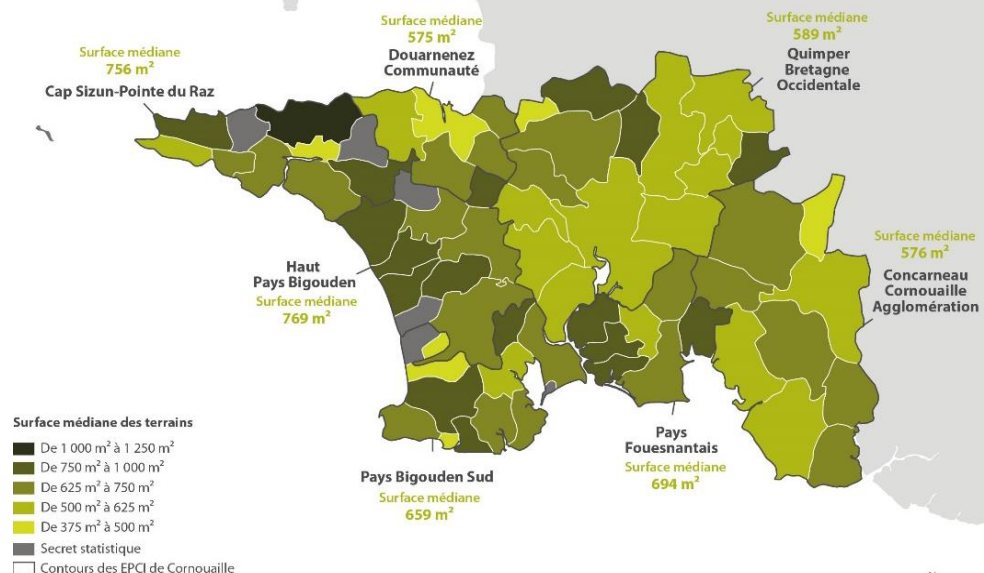 Surface médiane
575 m²
Douarnenez
Communauté
Surface médiane
589 m²
Quimper
Bretagne
Occidentale
Surface médiane
756 m²
Cap Sizun-Pointe du Raz
Surface médiane
576 m²
Concarneau
Cornouaille
Agglomération
Haut
Pays Bigouden
Surface médiane
769 m²
Pays
Fouesnantais
Surface médiane
694 m²
Pays Bigouden Sud
Surface médiane
659 m²
Surface médiane des terrains
De 1 000 m² à 1 250 m²
De 750 m² à 1 000 m²
De 625 m² à 750 m²
De 500 m² à 625 m²
De 375 m² à 500 m²
Secret statistique
Contours des EPCI de Cornouaille